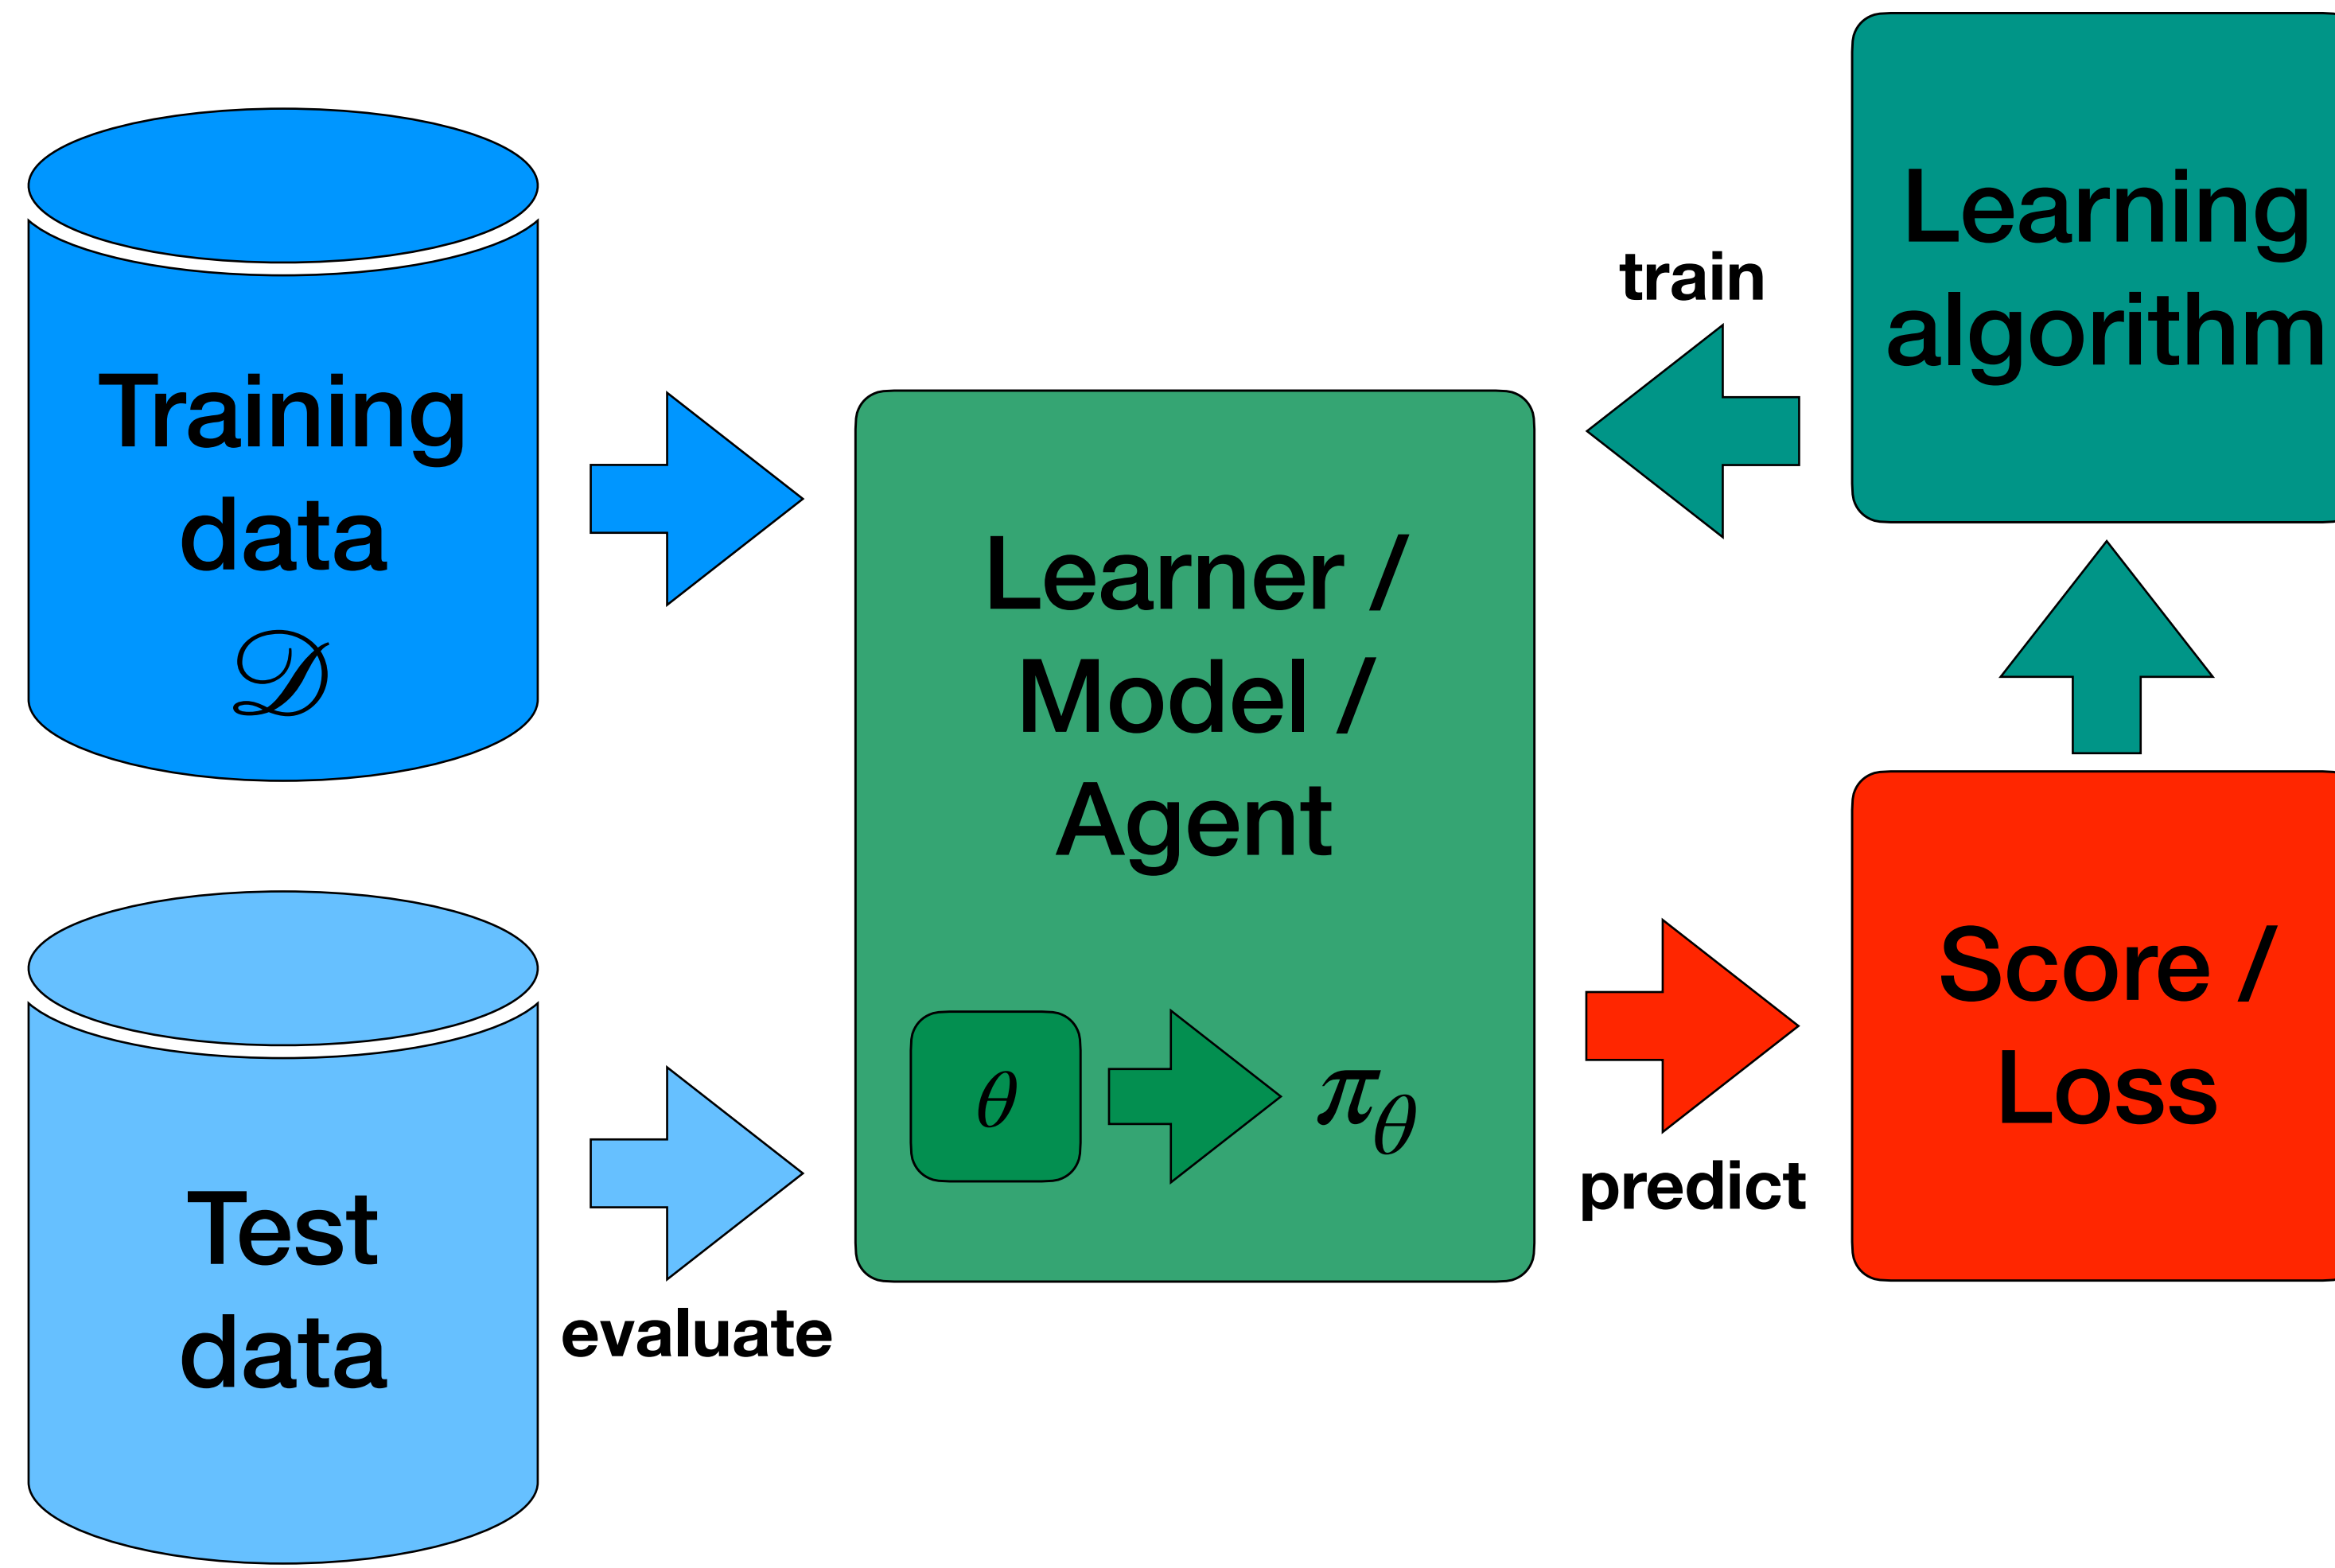 Training
data
𝒟
Test
data
evaluate
Learner /
Model /
Agent
θ
π_θ
train
predict
Learning
algorithm
Score /
Loss